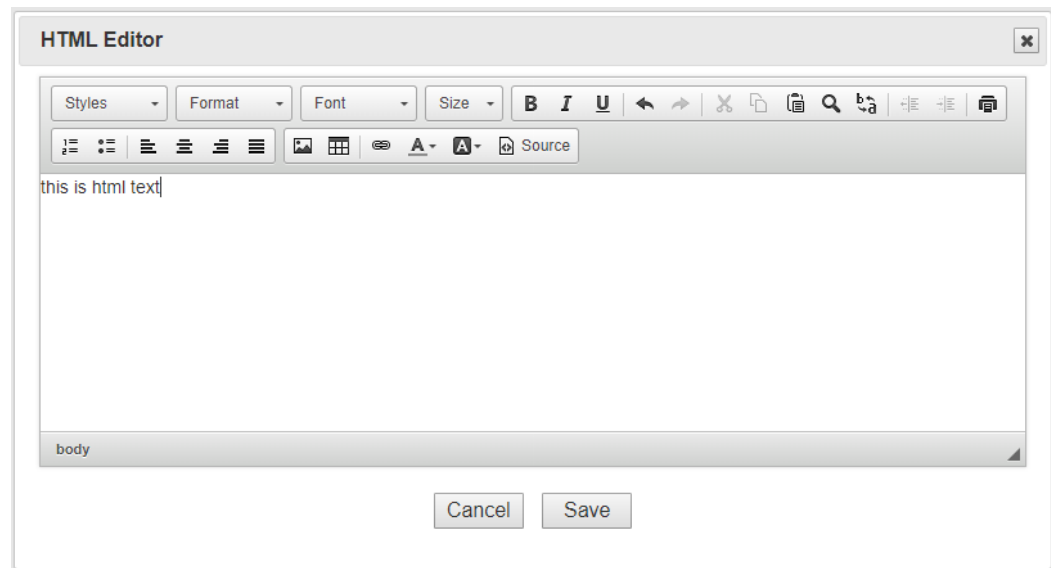 HTML Editor
Styles Format Font Size B I U
Source
this is html text
body
Cancel Save